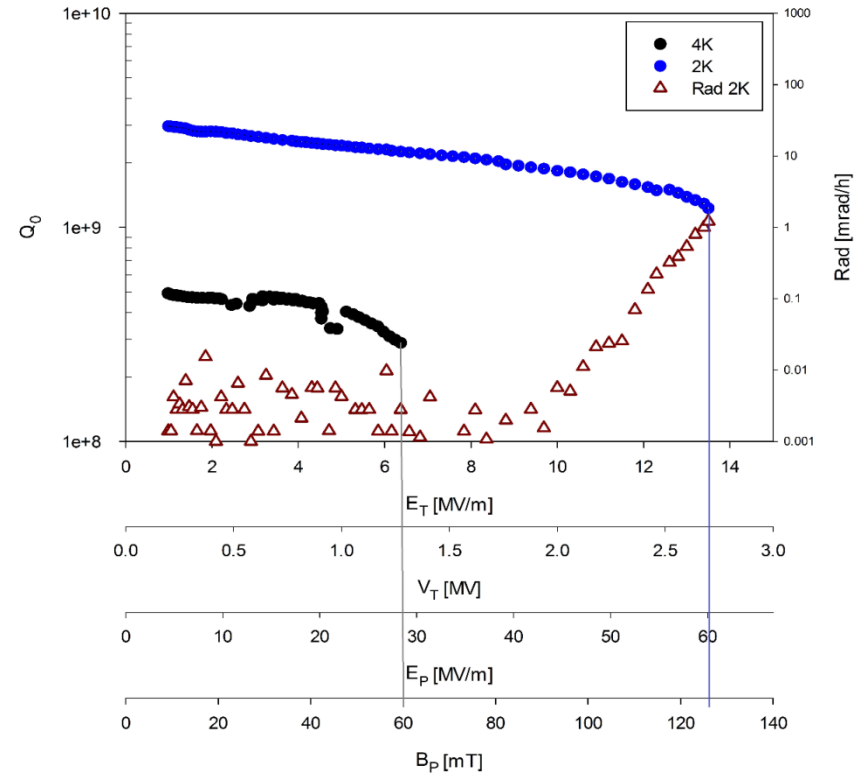 1e+10
1e+9
1e+8
Q0
1000
100
10
1
0.1
0.01
0.001
Rad [mrad/h]
4K
2K
Rad 2K
0 2 4 6 8 10 12 14
ET [MV/m]
0.0 0.5 1.0 1.5 2.0 2.5 3.0
VT [MV]
0 10 20 30 40 50 60
EP [MV/m]
0 20 40 60 80 100 120 140
BP [mT]